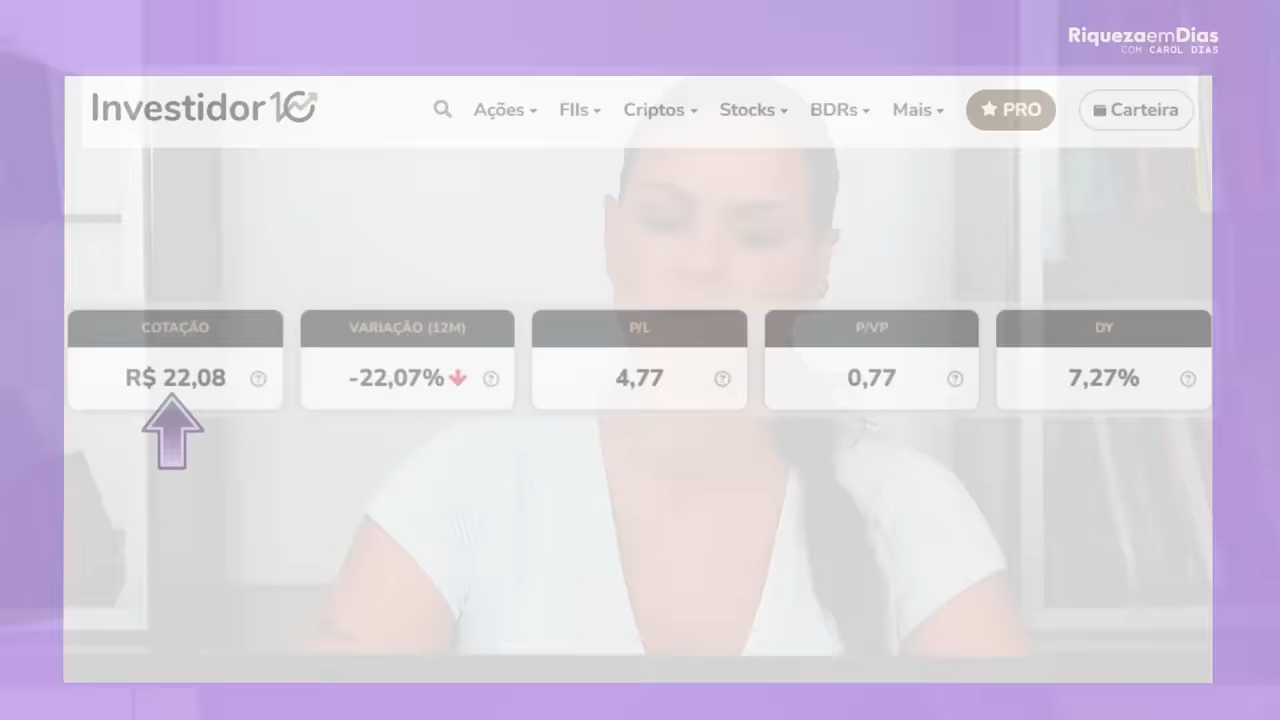 RiquezaemDias
COM CAROL DIAS
Investidor10
Ações
FIIs
Criptos
Stocks
BDRs
Mais
PRO
Carteira
COTAÇÃO
R$ 22,08
VARIAÇÃO (12M)
-22,07%
P/L
4,77
P/VP
0,77
DY
7,27%